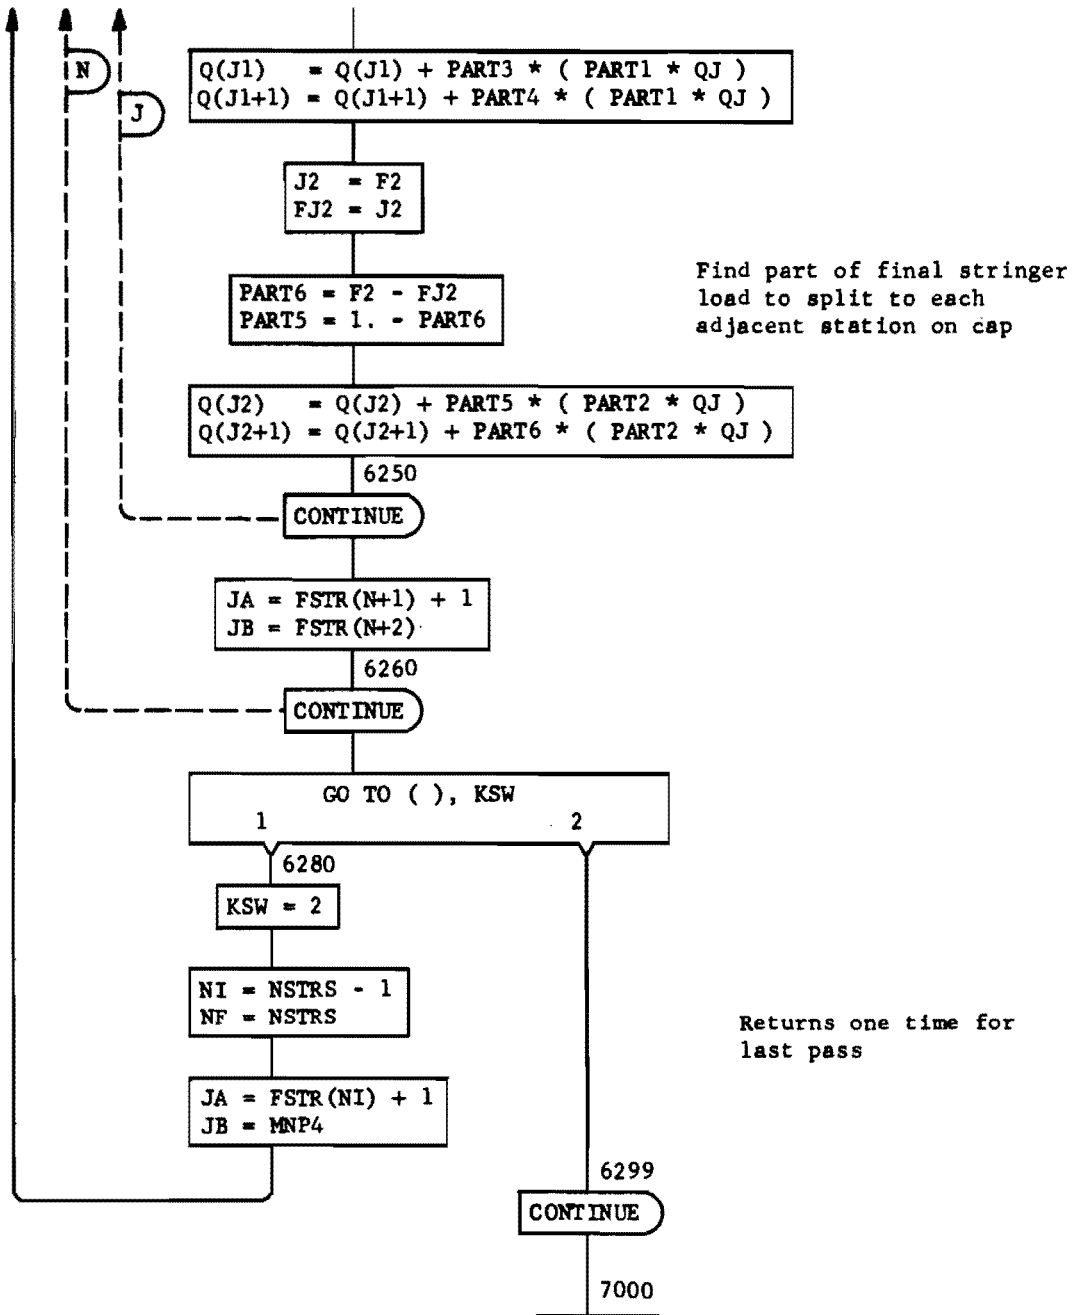 N
J
Q(J1) = Q(J1) + PART3 * ( PART1 * QJ )
Q(J1+1) = Q(J1+1) + PART4 * ( PART1 * QJ )
J2 = F2
FJ2 = J2
PART6 = F2 - FJ2
PART5 = 1. - PART6
Find part of final stringer
load to split to each
adjacent station on cap
Q(J2) = Q(J2) + PART5 * ( PART2 * QJ )
Q(J2+1) = Q(J2+1) + PART6 * ( PART2 * QJ )
6250
CONTINUE
JA = FSTR(N+1) + 1
JB = FSTR(N+2)
6260
CONTINUE
GO TO ( ), KSW
1 2
6280
KSW = 2
NI = NSTRS - 1
NF = NSTRS
Returns one time for
last pass
JA = FSTR(NI) + 1
JB = MNP4
6299
CONTINUE
7000